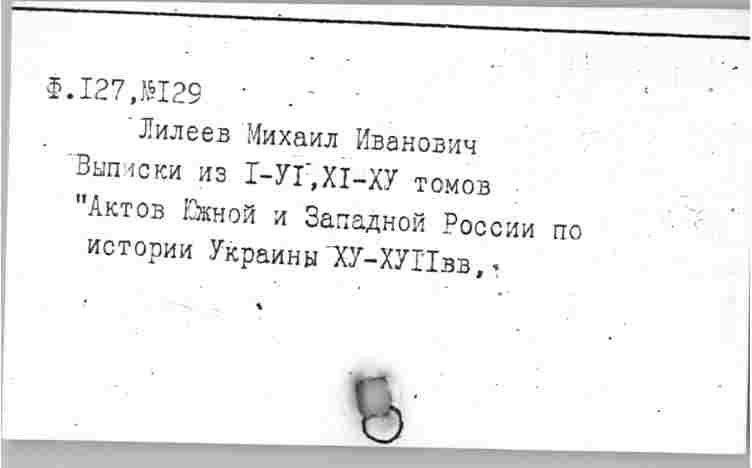 Ф.I27,№I29
Лилеев Михаил Иванович
Выписки из I-УI,ХI-ХУ томов
"Актов Южной и Западной России по
истории Украины ХУ-ХУIIвв,